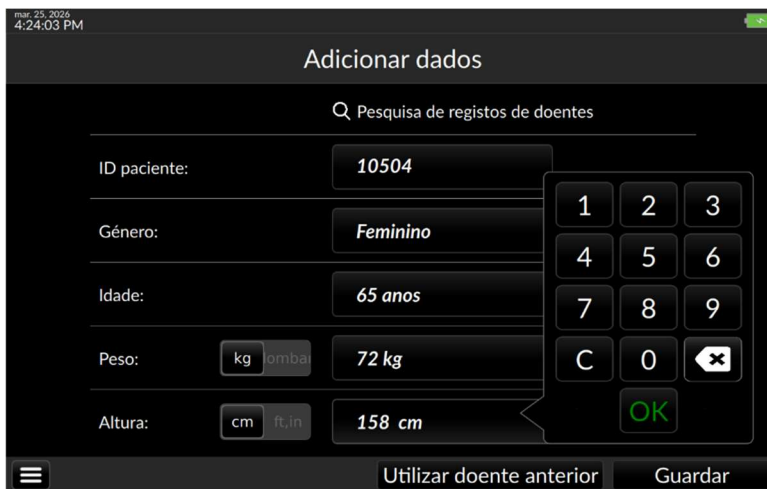 mar. 25, 2026
4:24:03 PM
Adicionar dados
Pesquisa de registos de doentes
ID paciente: 10504
Género: Feminino
Idade: 65 anos
Peso: kg lombar 72 kg
Altura: cm ft,in 158 cm
1 2 3
4 5 6
7 8 9
C 0
OK
Utilizar doente anterior Guardar